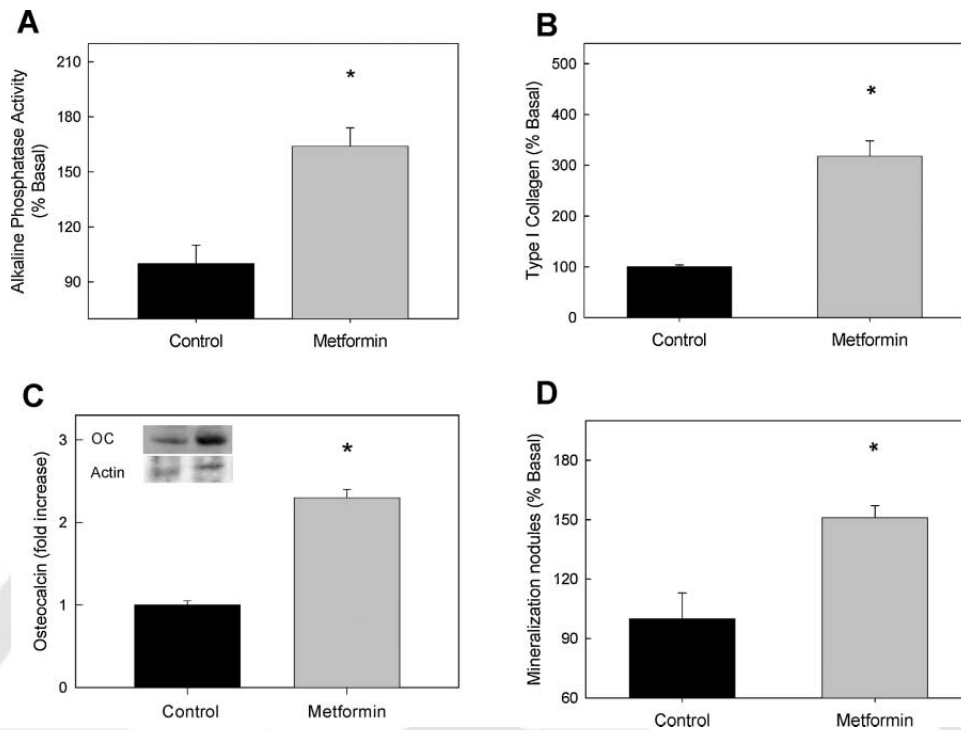 A
Alkaline Phosphatase Activity
(% Basal)
210
180
150
120
90
*
Control
Metformin
B
Type I Collagen (% Basal)
500
400
300
200
100
0
*
Control
Metformin
C
Osteocalcin (fold increase)
3
2
1
0
OC
Actin
*
Control
Metformin
D
Mineralization nodules (% Basal)
180
150
120
90
60
*
Control
Metformin